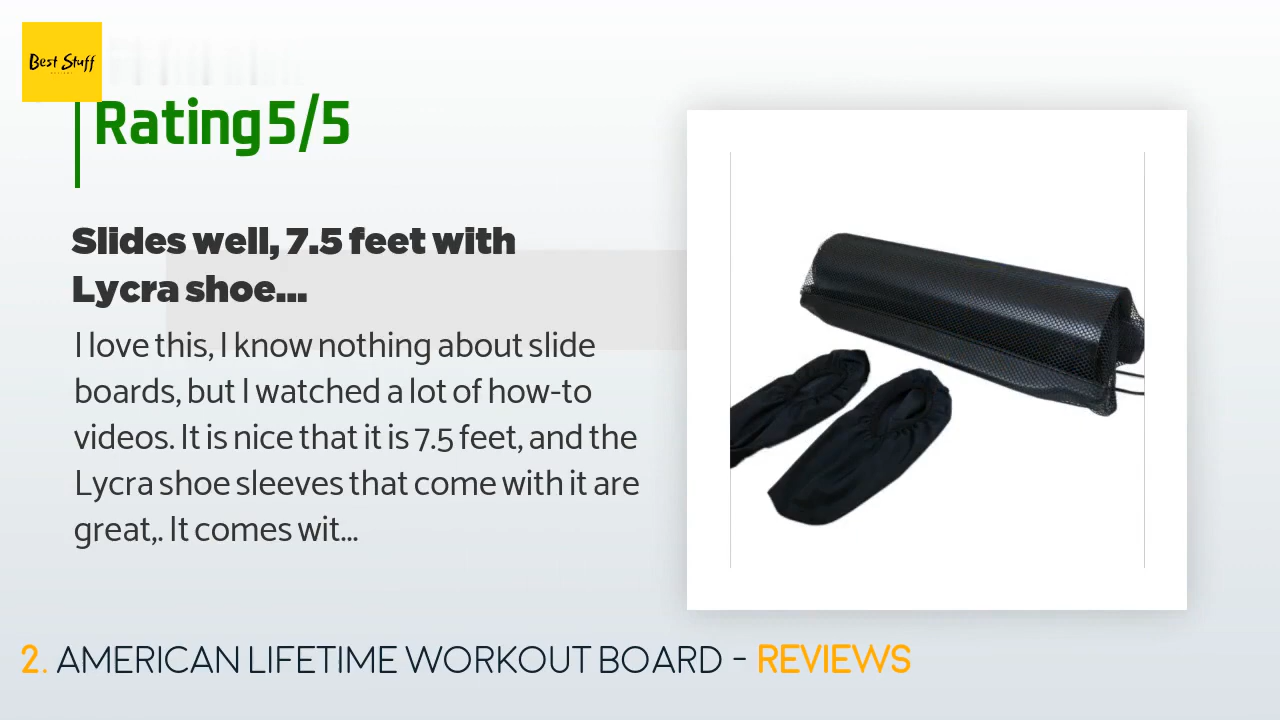 Best Stuff
Rating 5/5
Slides well, 7.5 feet with
Lycra shoe...
I love this, I know nothing about slide
boards, but I watched a lot of how-to
videos. It is nice that it is 7.5 feet, and the
Lycra shoe sleeves that come with it are
great,. It comes wit...
2. AMERICAN LIFETIME WORKOUT BOARD - REVIEWS